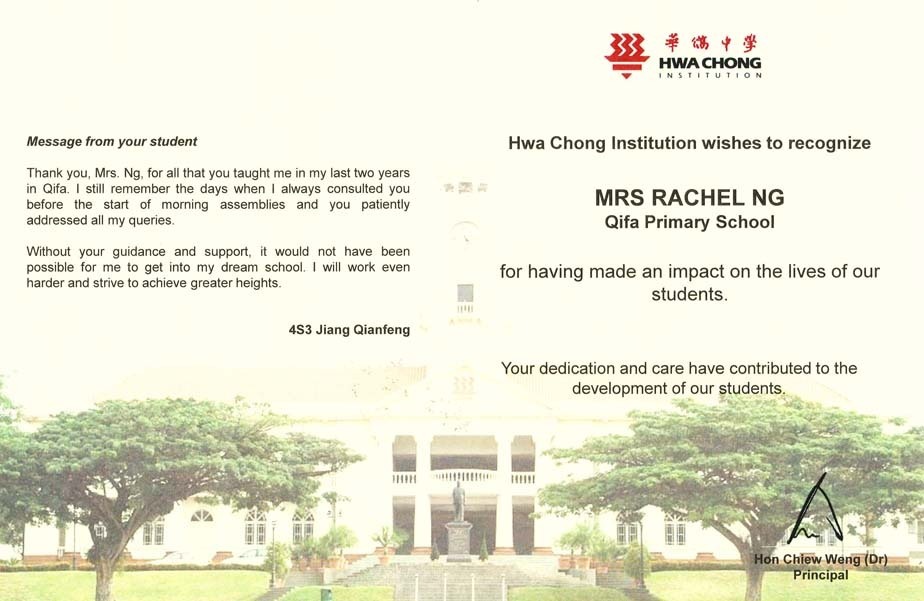 Message from your student
Thank you, Mrs. Ng, for all that you taught me in my last two years
in Qifa. I still remember the days when I always consulted you
before the start of morning assemblies and you patiently
addressed all my queries.
Without your guidance and support, it would not have been
possible for me to get into my dream school. I will work even
harder and strive to achieve greater heights.
4S3 Jiang Qianfeng
華僑中學
HWA CHONG
INSTITUTION
Hwa Chong Institution wishes to recognize
MRS RACHEL NG
Qifa Primary School
for having made an impact on the lives of our
students.
Your dedication and care have contributed to the
development of our students.
Hon Chiew Weng (Dr)
Principal